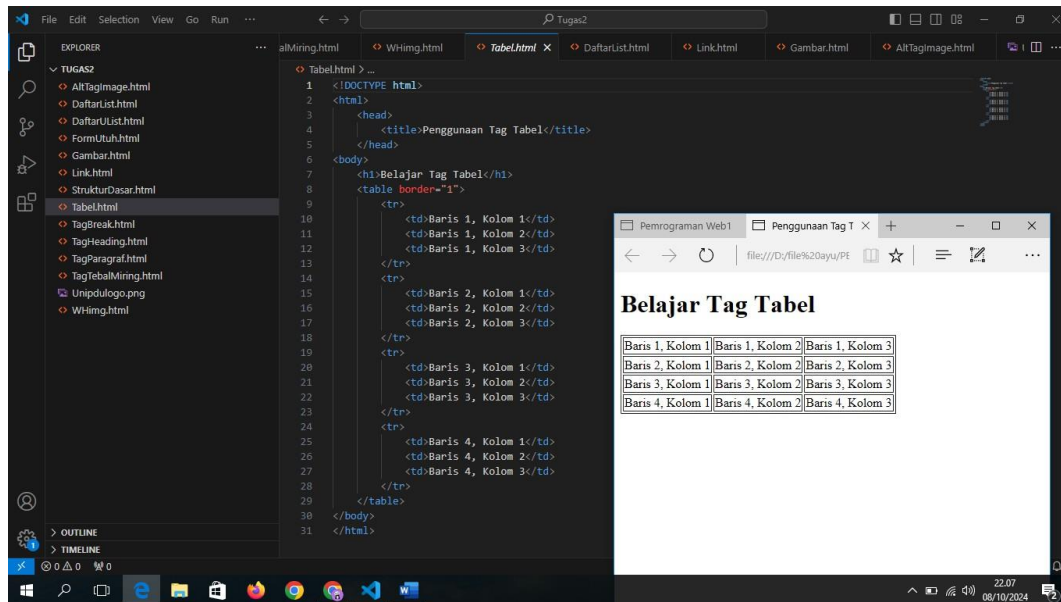 File Edit Selection View Go Run ...
Tugas2
EXPLORER
TUGAS2
AltTagImage.html
DaftarList.html
DaftarUList.html
FormUtuh.html
Gambar.html
Link.html
StrukturDasar.html
Tabel.html
TagBreak.html
TagHeading.html
TagParagraf.html
TagTebalMiring.html
Unipdulogo.png
WHimg.html
OUTLINE
TIMELINE
alMiring.html WHimg.html Tabel.html DaftarList.html Link.html Gambar.html AltTagImage.html
Tabel.html > ...
1 <!DOCTYPE html>
2 <html>
3 <head>
4 <title>Penggunaan Tag Tabel</title>
5 </head>
6 <body>
7 <h1>Belajar Tag Tabel</h1>
8 <table border="1">
9 <tr>
10 <td>Baris 1, Kolom 1</td>
11 <td>Baris 1, Kolom 2</td>
12 <td>Baris 1, Kolom 3</td>
13 </tr>
14 <tr>
15 <td>Baris 2, Kolom 1</td>
16 <td>Baris 2, Kolom 2</td>
17 <td>Baris 2, Kolom 3</td>
18 </tr>
19 <tr>
20 <td>Baris 3, Kolom 1</td>
21 <td>Baris 3, Kolom 2</td>
22 <td>Baris 3, Kolom 3</td>
23 </tr>
24 <tr>
25 <td>Baris 4, Kolom 1</td>
26 <td>Baris 4, Kolom 2</td>
27 <td>Baris 4, Kolom 3</td>
28 </tr>
29 </table>
30 </body>
31 </html>
Pemrograman Web1 Penggunaan Tag T
file:///D:/file%20ayu/PE
Belajar Tag Tabel
Baris 1, Kolom 1 Baris 1, Kolom 2 Baris 1, Kolom 3
Baris 2, Kolom 1 Baris 2, Kolom 2 Baris 2, Kolom 3
Baris 3, Kolom 1 Baris 3, Kolom 2 Baris 3, Kolom 3
Baris 4, Kolom 1 Baris 4, Kolom 2 Baris 4, Kolom 3
1
0 0 0
22.07
08/10/2024
2